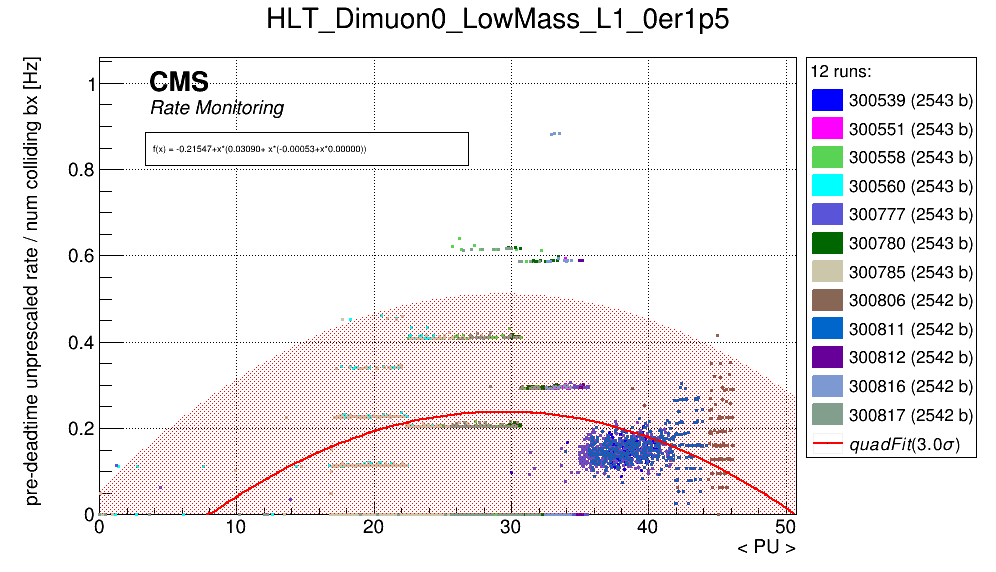 HLT_Dimuon0_LowMass_L1_0er1p5
pre-deadtime unprescaled rate / num colliding bx [Hz]
CMS
Rate Monitoring
f(x) = -0.21547+x*(0.03090+ x*(-0.00053+x*0.00000))
1
0.8
0.6
0.4
0.2
0
0 10 20 30 40 50
< PU >
12 runs:
300539 (2543 b)
300551 (2543 b)
300558 (2543 b)
300560 (2543 b)
300777 (2543 b)
300780 (2543 b)
300785 (2543 b)
300806 (2542 b)
300811 (2542 b)
300812 (2542 b)
300816 (2542 b)
300817 (2542 b)
quadFit(3.0σ)